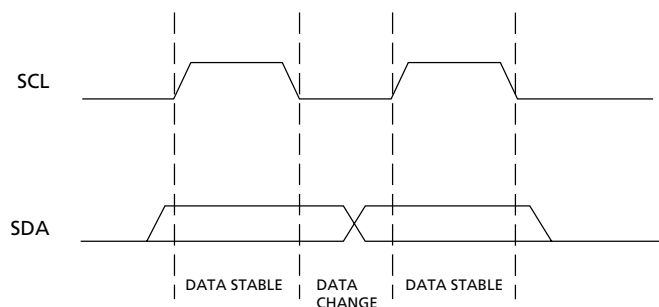 SCL
SDA
DATA STABLE
DATA
CHANGE
DATA STABLE